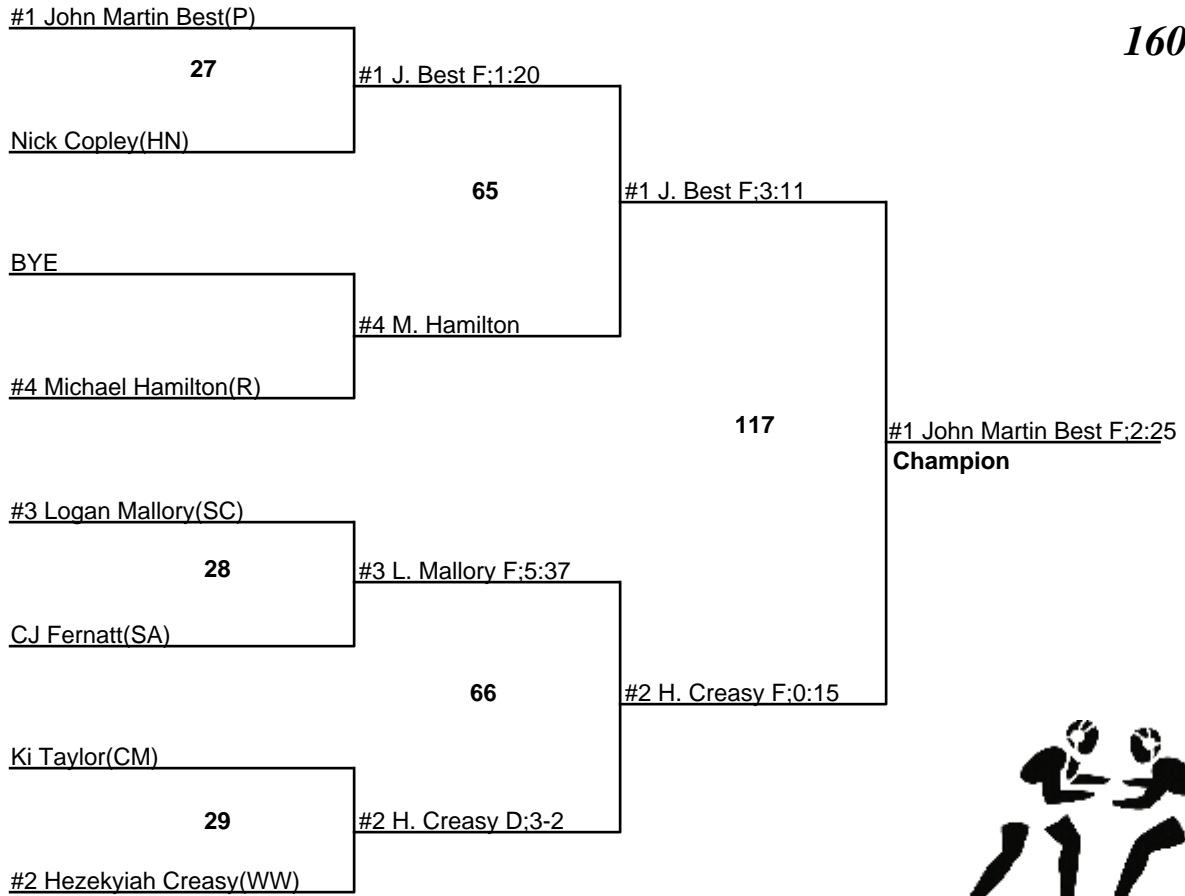 #1 John Martin Best(P)
160
27
#1 J. Best F;1:20
Nick Copley(HN)
65
#1 J. Best F;3:11
BYE
#4 M. Hamilton
#4 Michael Hamilton(R)
117
#1 John Martin Best F;2:25
Champion
#3 Logan Mallory(SC)
28
#3 L. Mallory F;5:37
CJ Fernatt(SA)
66
#2 H. Creasy F;0:15
Ki Taylor(CM)
29
#2 H. Creasy D;3-2
#2 Hezekyiah Creasy(WW)